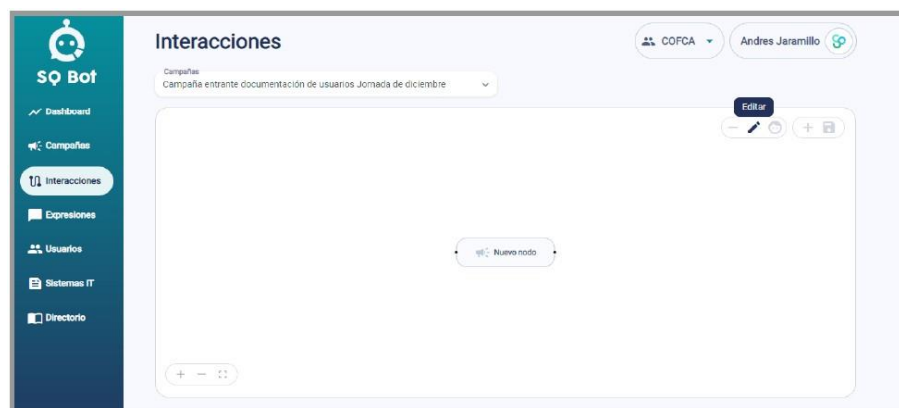 SQ Bot
Dashboard
Campañas
Interacciones
Expresiones
Usuarios
Sistemas IT
Directorio
Interacciones
COFCA
Andres Jaramillo
Campañas
Campaña entrante documentación de usuarios Jornada de diciembre
Editar
Nuevo nodo